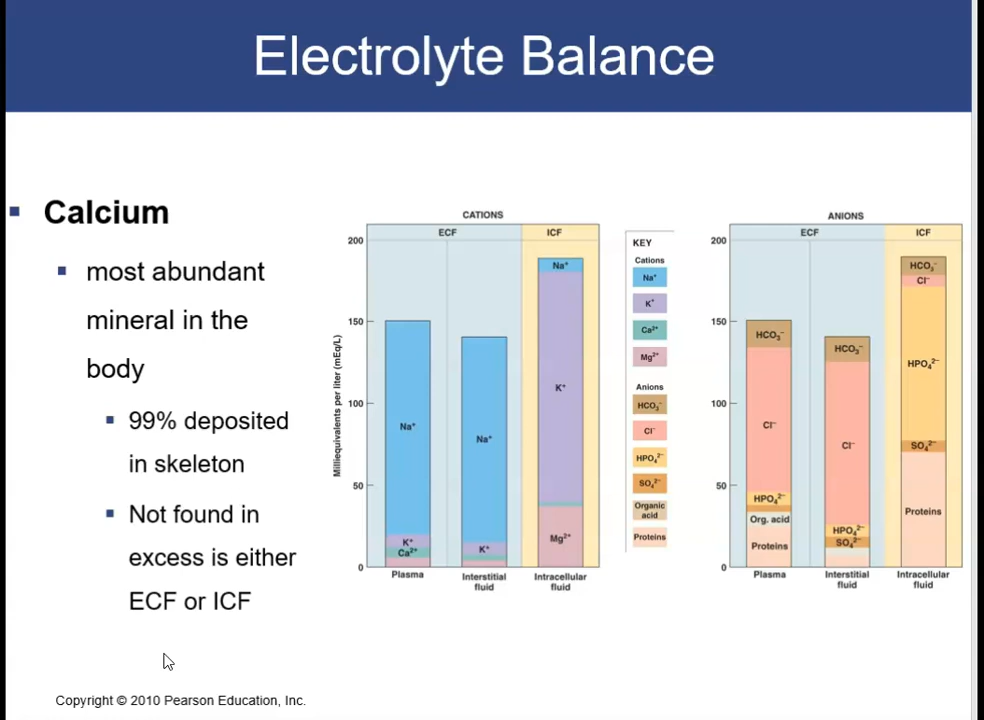 Electrolyte Balance
Calcium
most abundant
mineral in the
body
99% deposited
in skeleton
Not found in
excess is either
ECF or ICF
CATIONS
ECF
ICF
200
150
100
50
0
Milliequivalents per liter (mEq/L)
Na⁺
K⁺
Ca²⁺
Na⁺
K⁺
Na⁺
K⁺
Mg²⁺
Plasma
Interstitial
fluid
Intracellular
fluid
KEY
Cations
Na⁺
K⁺
Ca²⁺
Mg²⁺
Anions
HCO₃⁻
Cl⁻
HPO₄²⁻
SO₄²⁻
Organic
acid
Proteins
ANIONS
ECF
ICF
200
150
100
50
0
HCO₃⁻
Cl⁻
HPO₄²⁻
Org. acid
Proteins
HCO₃⁻
Cl⁻
HPO₄²⁻
SO₄²⁻
HCO₃⁻
Cl⁻
HPO₄²⁻
SO₄²⁻
Proteins
Plasma
Interstitial
fluid
Intracellular
fluid
Copyright © 2010 Pearson Education, Inc.